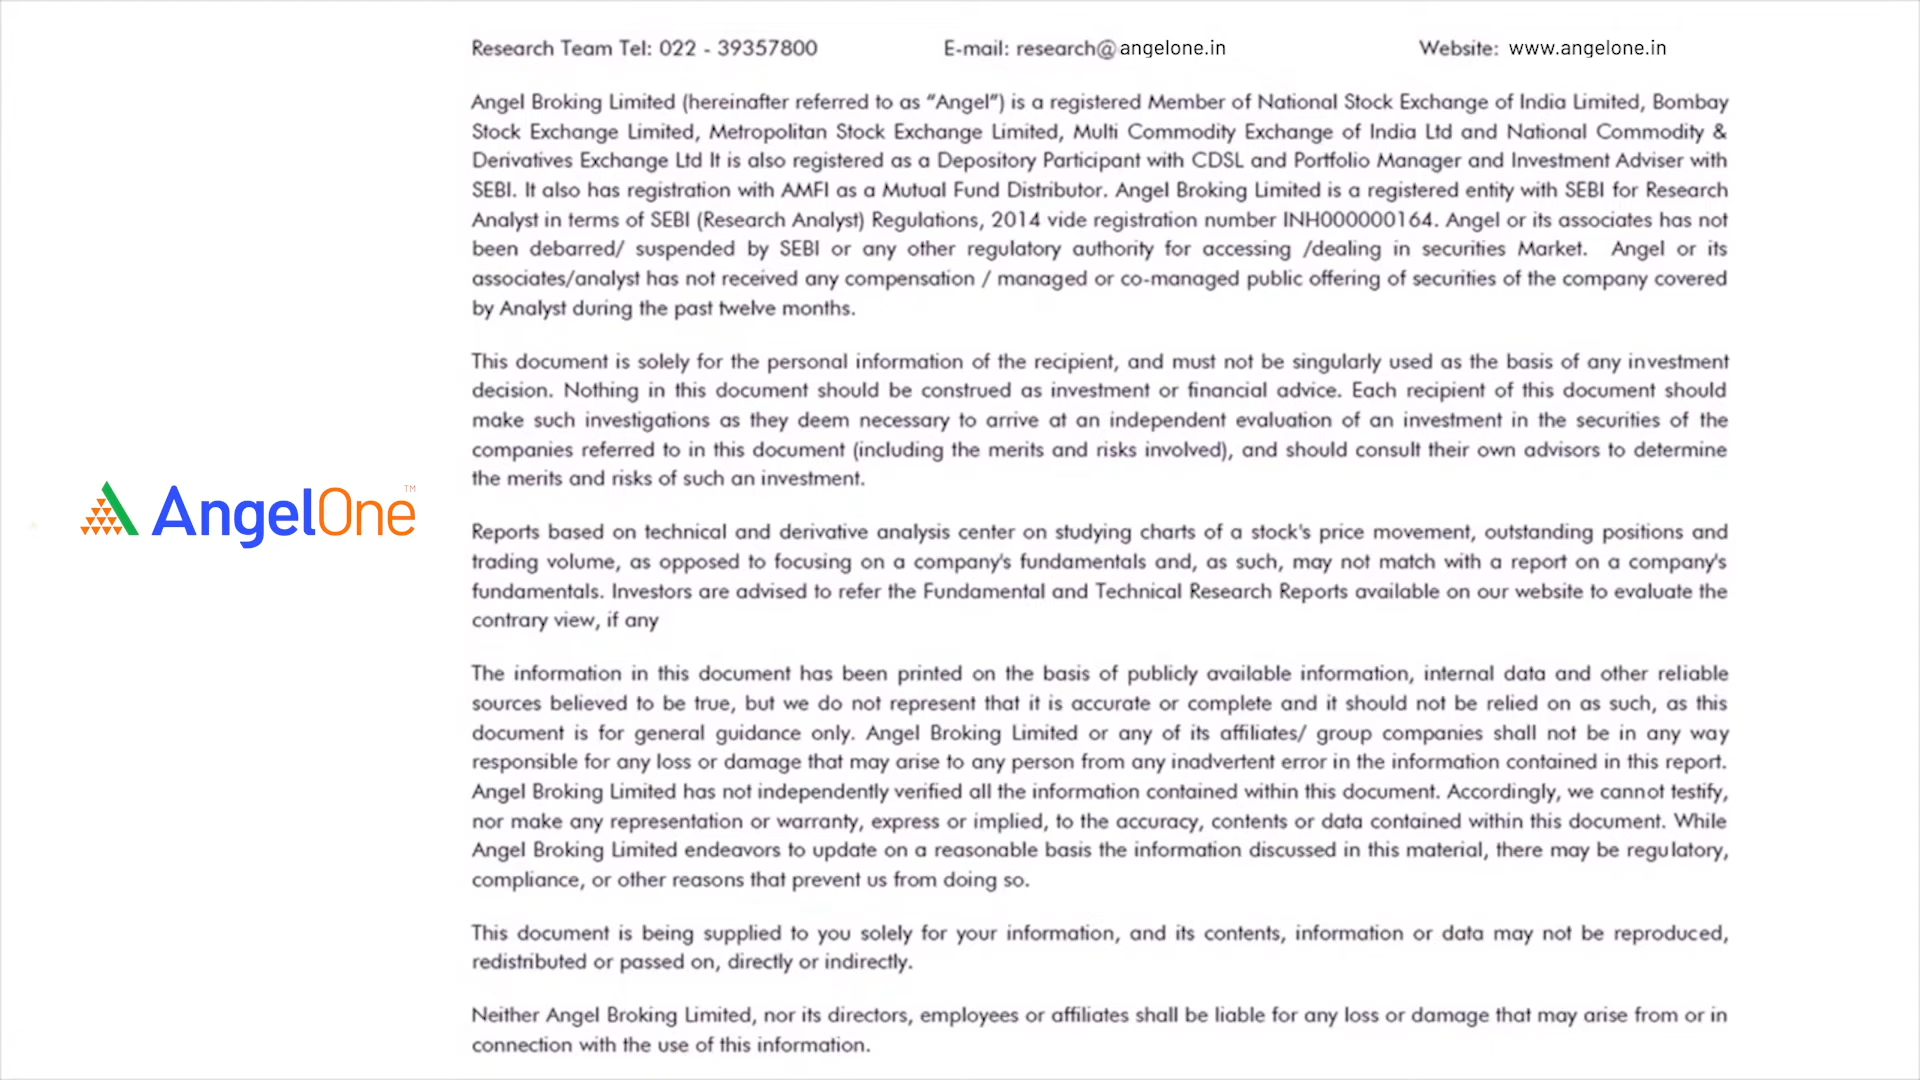 Research Team Tel: 022 - 39357800 E-mail: research@angelone.in Website: www.angelone.in
Angel Broking Limited (hereinafter referred to as “Angel”) is a registered Member of National Stock Exchange of India Limited, Bombay
Stock Exchange Limited, Metropolitan Stock Exchange Limited, Multi Commodity Exchange of India Ltd and National Commodity &
Derivatives Exchange Ltd It is also registered as a Depository Participant with CDSL and Portfolio Manager and Investment Adviser with
SEBI. It also has registration with AMFI as a Mutual Fund Distributor. Angel Broking Limited is a registered entity with SEBI for Research
Analyst in terms of SEBI (Research Analyst) Regulations, 2014 vide registration number INH000000164. Angel or its associates has not
been debarred/ suspended by SEBI or any other regulatory authority for accessing /dealing in securities Market. Angel or its
associates/analyst has not received any compensation / managed or co-managed public offering of securities of the company covered
by Analyst during the past twelve months.
This document is solely for the personal information of the recipient, and must not be singularly used as the basis of any investment
decision. Nothing in this document should be construed as investment or financial advice. Each recipient of this document should
make such investigations as they deem necessary to arrive at an independent evaluation of an investment in the securities of the
companies referred to in this document (including the merits and risks involved), and should consult their own advisors to determine
the merits and risks of such an investment.
AngelOne™
Reports based on technical and derivative analysis center on studying charts of a stock's price movement, outstanding positions and
trading volume, as opposed to focusing on a company's fundamentals and, as such, may not match with a report on a company's
fundamentals. Investors are advised to refer the Fundamental and Technical Research Reports available on our website to evaluate the
contrary view, if any
The information in this document has been printed on the basis of publicly available information, internal data and other reliable
sources believed to be true, but we do not represent that it is accurate or complete and it should not be relied on as such, as this
document is for general guidance only. Angel Broking Limited or any of its affiliates/ group companies shall not be in any way
responsible for any loss or damage that may arise to any person from any inadvertent error in the information contained in this report.
Angel Broking Limited has not independently verified all the information contained within this document. Accordingly, we cannot testify,
nor make any representation or warranty, express or implied, to the accuracy, contents or data contained within this document. While
Angel Broking Limited endeavors to update on a reasonable basis the information discussed in this material, there may be regulatory,
compliance, or other reasons that prevent us from doing so.
This document is being supplied to you solely for your information, and its contents, information or data may not be reproduced,
redistributed or passed on, directly or indirectly.
Neither Angel Broking Limited, nor its directors, employees or affiliates shall be liable for any loss or damage that may arise from or in
connection with the use of this information.